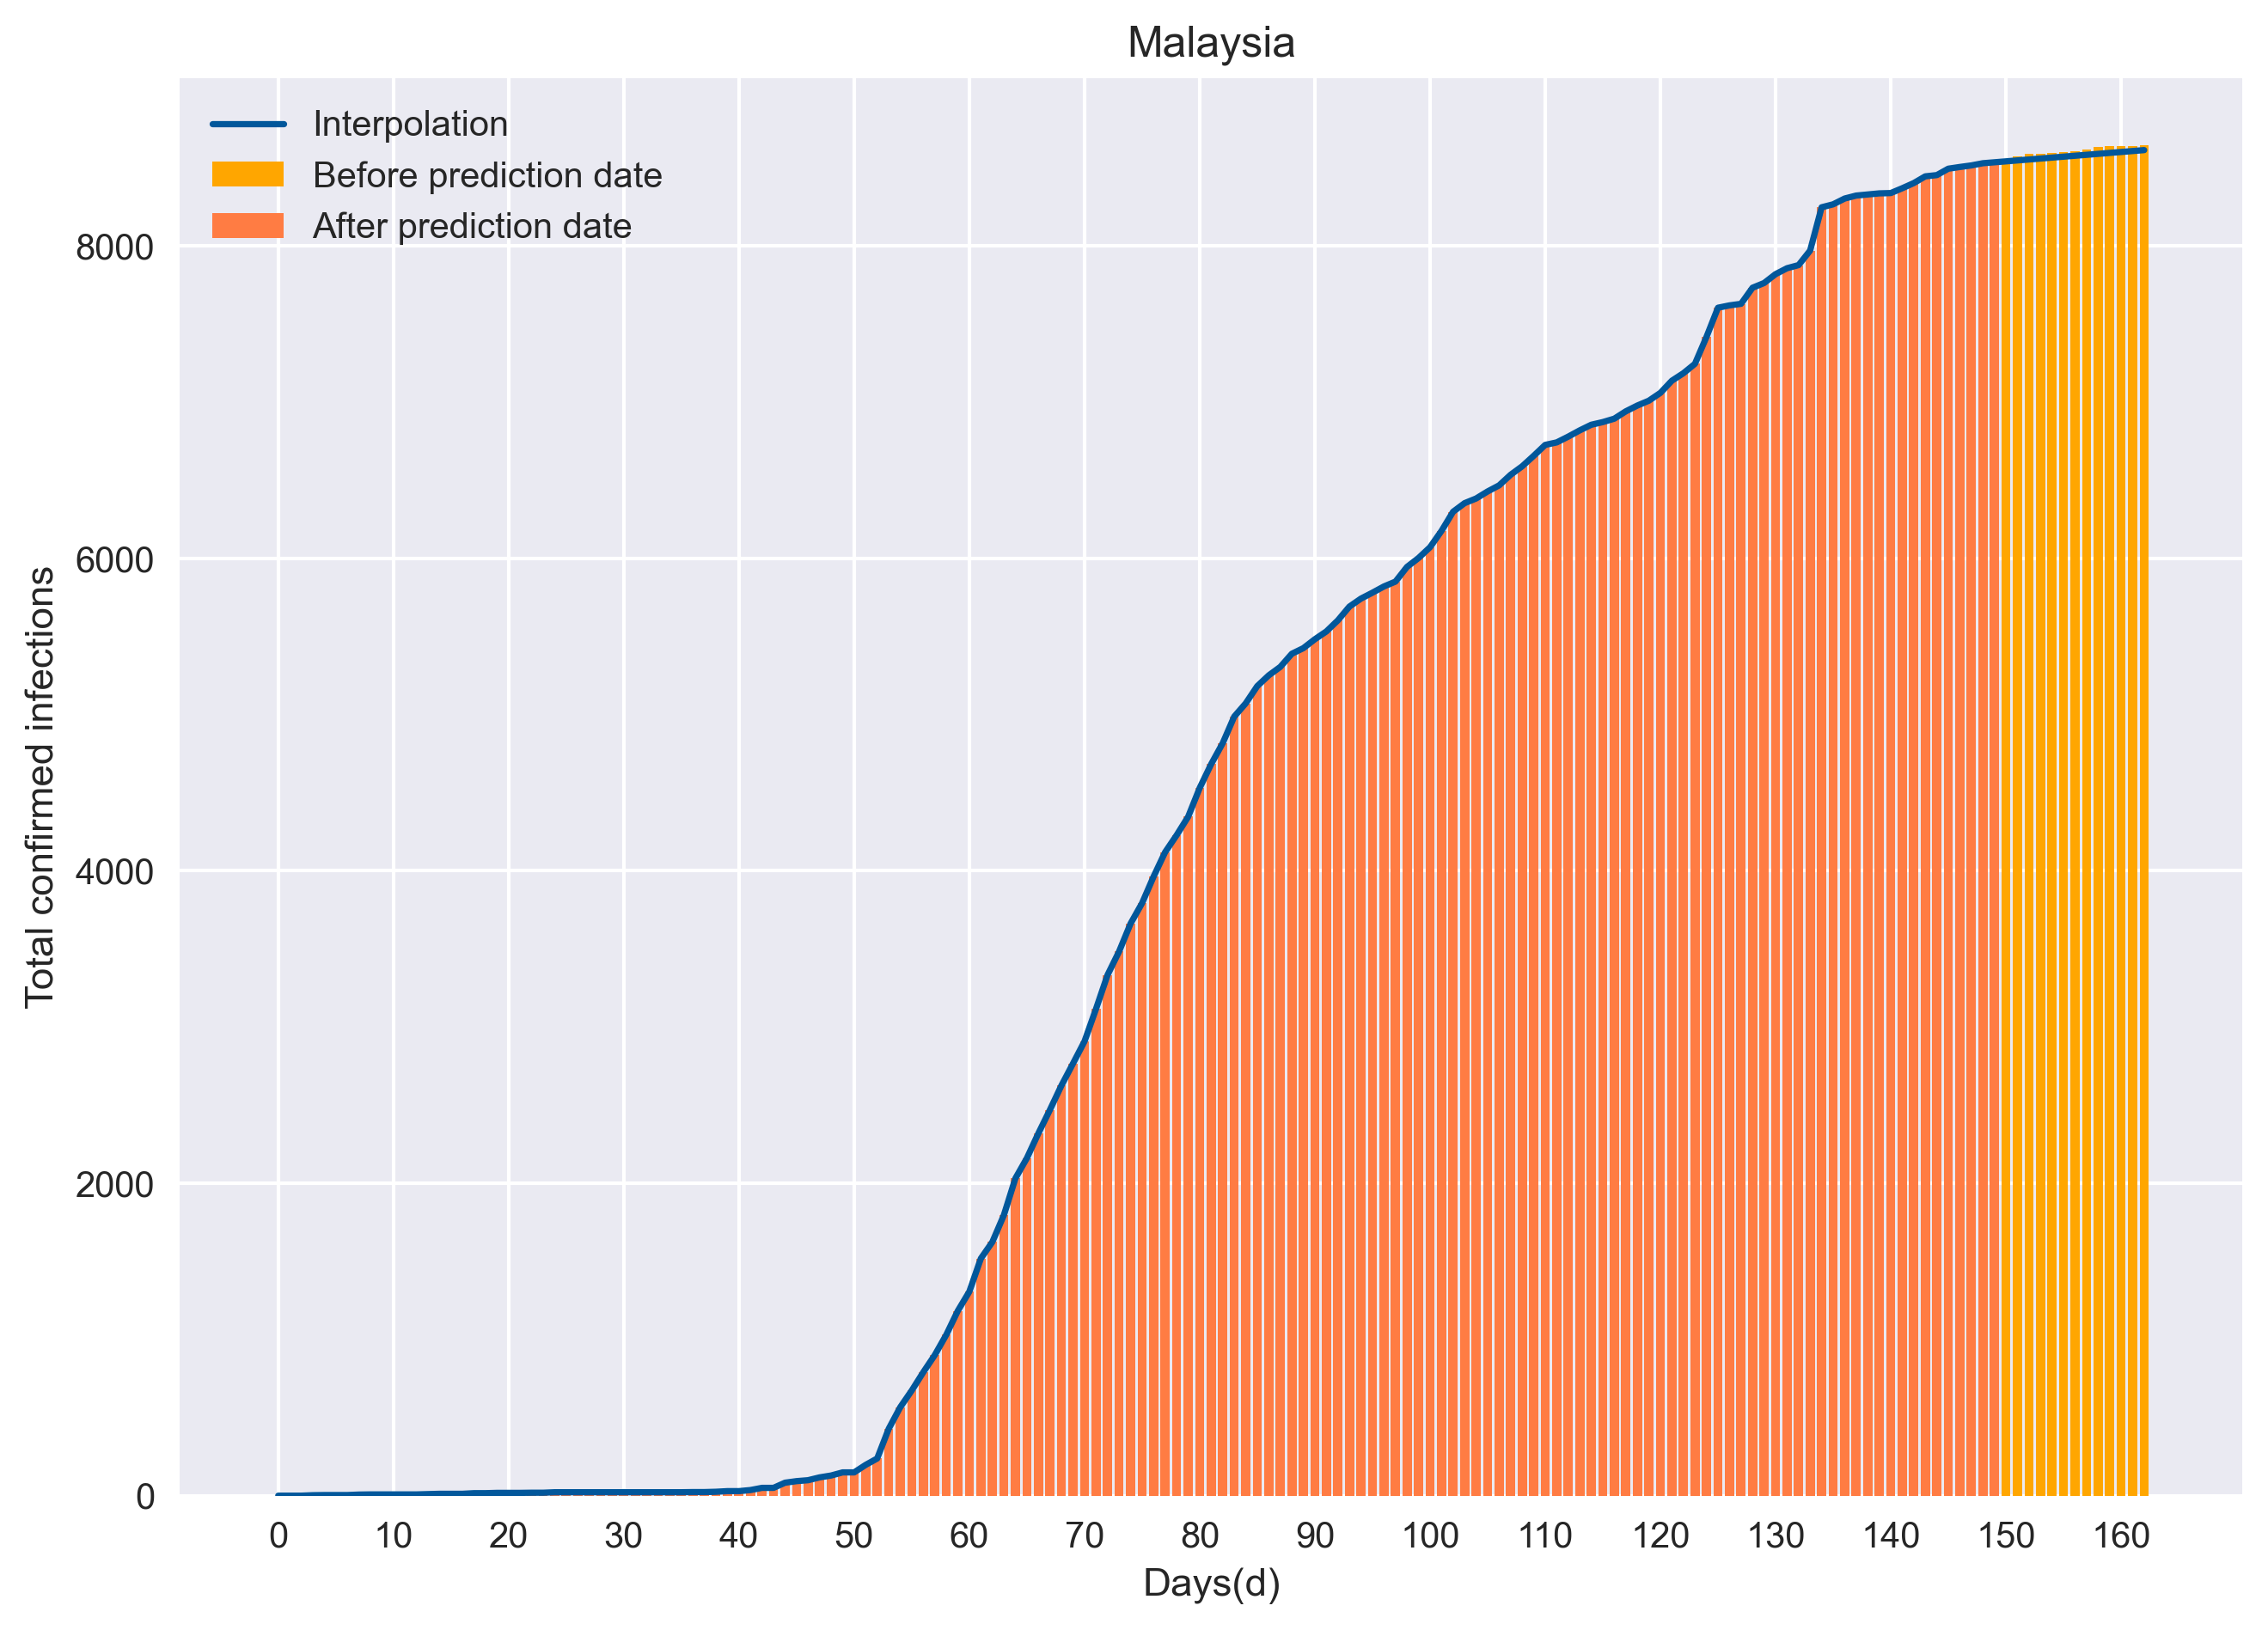 Malaysia
Interpolation
Before prediction date
After prediction date
8000
6000
4000
2000
0
Total confirmed infections
0 10 20 30 40 50 60 70 80 90 100 110 120 130 140 150 160
Days(d)